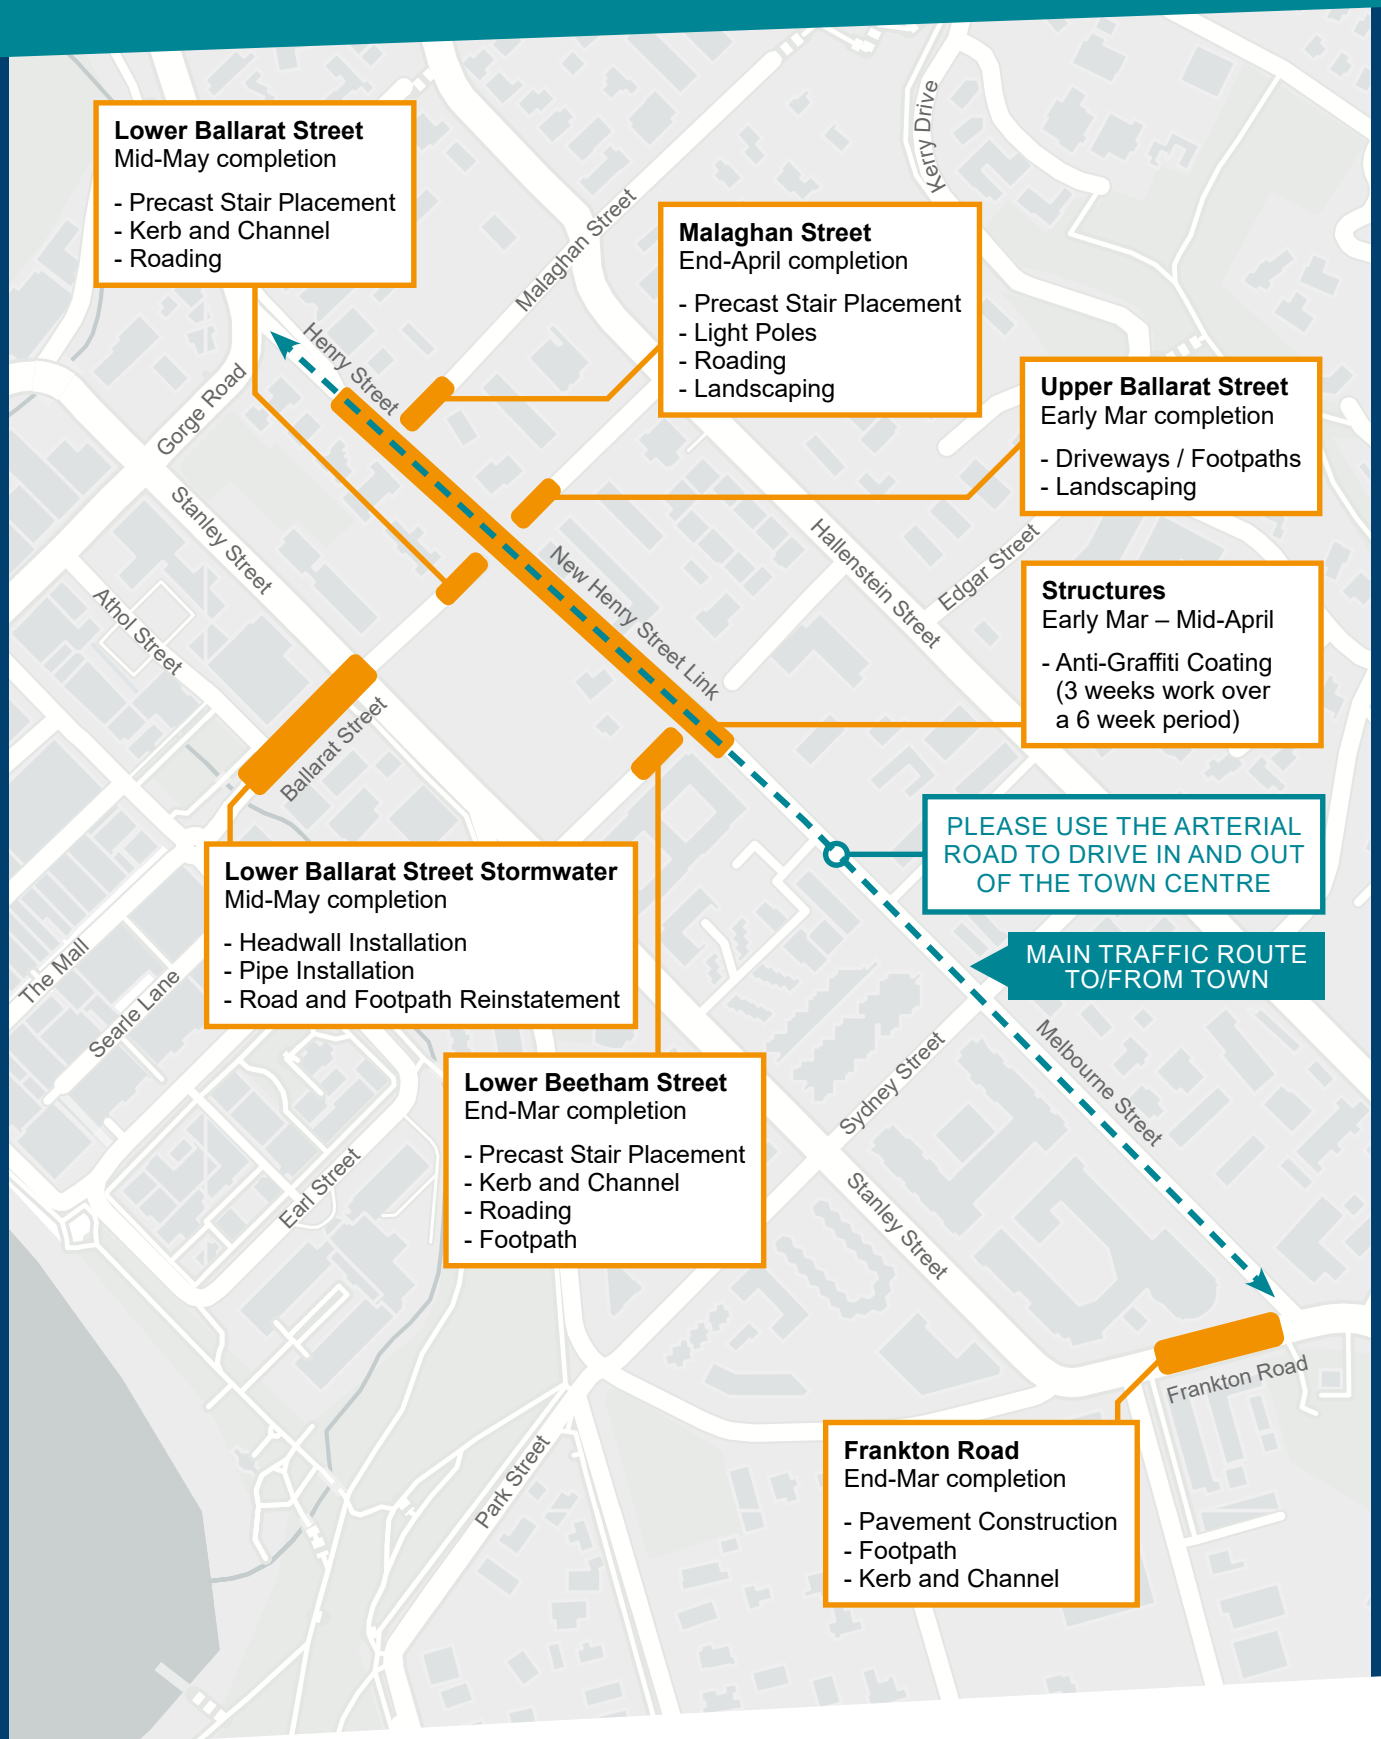 Kerry Drive
Lower Ballarat Street
Mid-May completion
- Precast Stair Placement
- Kerb and Channel
- Roading
Malaghan Street
Malaghan Street
End-April completion
- Precast Stair Placement
- Light Poles
- Roading
- Landscaping
Henry Street
Gorge Road
Upper Ballarat Street
Early Mar completion
- Driveways / Footpaths
- Landscaping
Stanley Street
Hallenstein Street
Edgar Street
New Henry Street Link
Athol Street
Structures
Early Mar – Mid-April
- Anti-Graffiti Coating
(3 weeks work over
a 6 week period)
Ballarat Street
PLEASE USE THE ARTERIAL
ROAD TO DRIVE IN AND OUT
OF THE TOWN CENTRE
Lower Ballarat Street Stormwater
Mid-May completion
- Headwall Installation
- Pipe Installation
- Road and Footpath Reinstatement
The Mall
Searle Lane
MAIN TRAFFIC ROUTE
TO/FROM TOWN
Melbourne Street
Sydney Street
Lower Beetham Street
End-Mar completion
- Precast Stair Placement
- Kerb and Channel
- Roading
- Footpath
Earl Street
Stanley Street
Frankton Road
Park Street
Frankton Road
End-Mar completion
- Pavement Construction
- Footpath
- Kerb and Channel